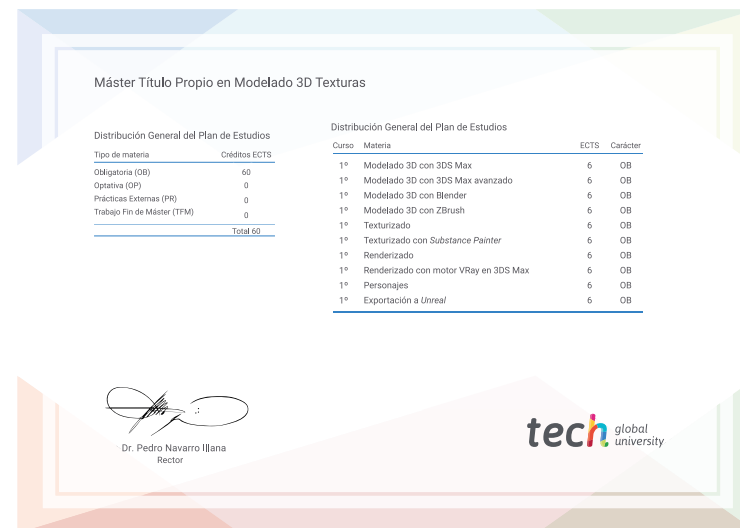 Máster Título Propio en Modelado 3D Texturas
Distribución General del Plan de Estudios
Tipo de materia Créditos ECTS
Obligatoria (OB) 60
Optativa (OP) 0
Prácticas Externas (PR) 0
Trabajo Fin de Máster (TFM) 0
Total 60
Distribución General del Plan de Estudios
Curso Materia ECTS Carácter
1º Modelado 3D con 3DS Max 6 OB
1º Modelado 3D con 3DS Max avanzado 6 OB
1º Modelado 3D con Blender 6 OB
1º Modelado 3D con ZBrush 6 OB
1º Texturizado 6 OB
1º Texturizado con Substance Painter 6 OB
1º Renderizado 6 OB
1º Renderizado con motor VRay en 3DS Max 6 OB
1º Personajes 6 OB
1º Exportación a Unreal 6 OB
Dr. Pedro Navarro Illana
Rector
tech global
university